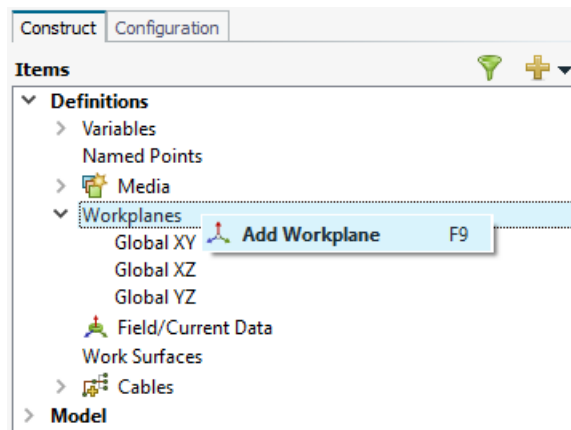 Construct Configuration
Items
Definitions
Variables
Named Points
Media
Workplanes
Add Workplane F9
Global XY
Global XZ
Global YZ
Field/Current Data
Work Surfaces
Cables
Model